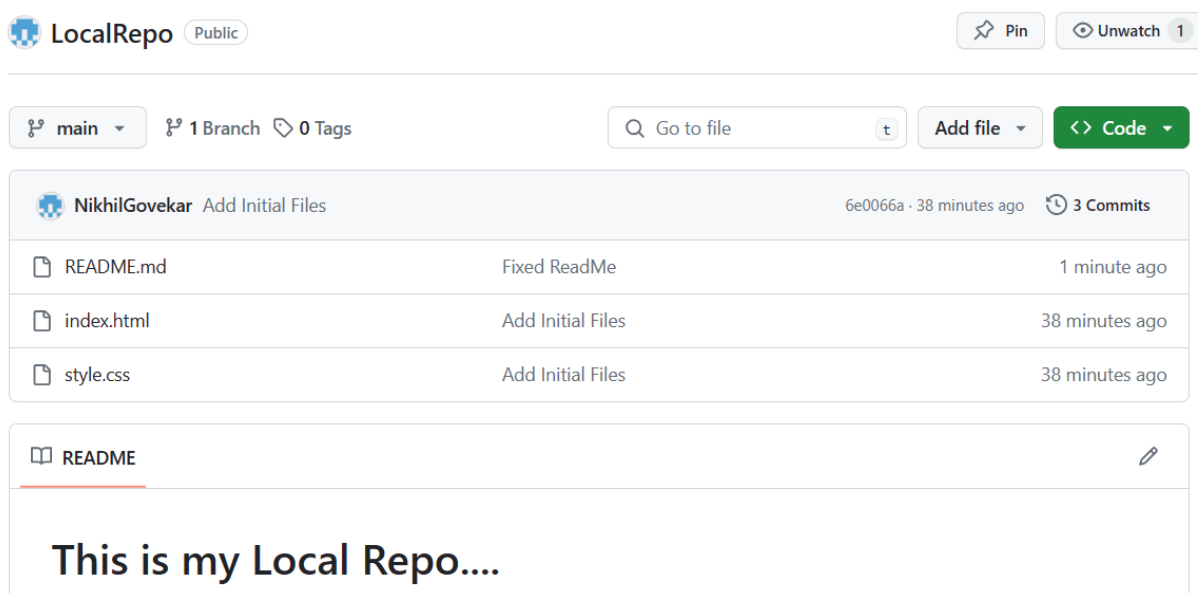 LocalRepo Public Pin Unwatch 1
main 1 Branch 0 Tags Go to file t Add file Code
NikhilGovekar Add Initial Files 6e0066a · 38 minutes ago 3 Commits
README.md Fixed ReadMe 1 minute ago
index.html Add Initial Files 38 minutes ago
style.css Add Initial Files 38 minutes ago
README
This is my Local Repo....